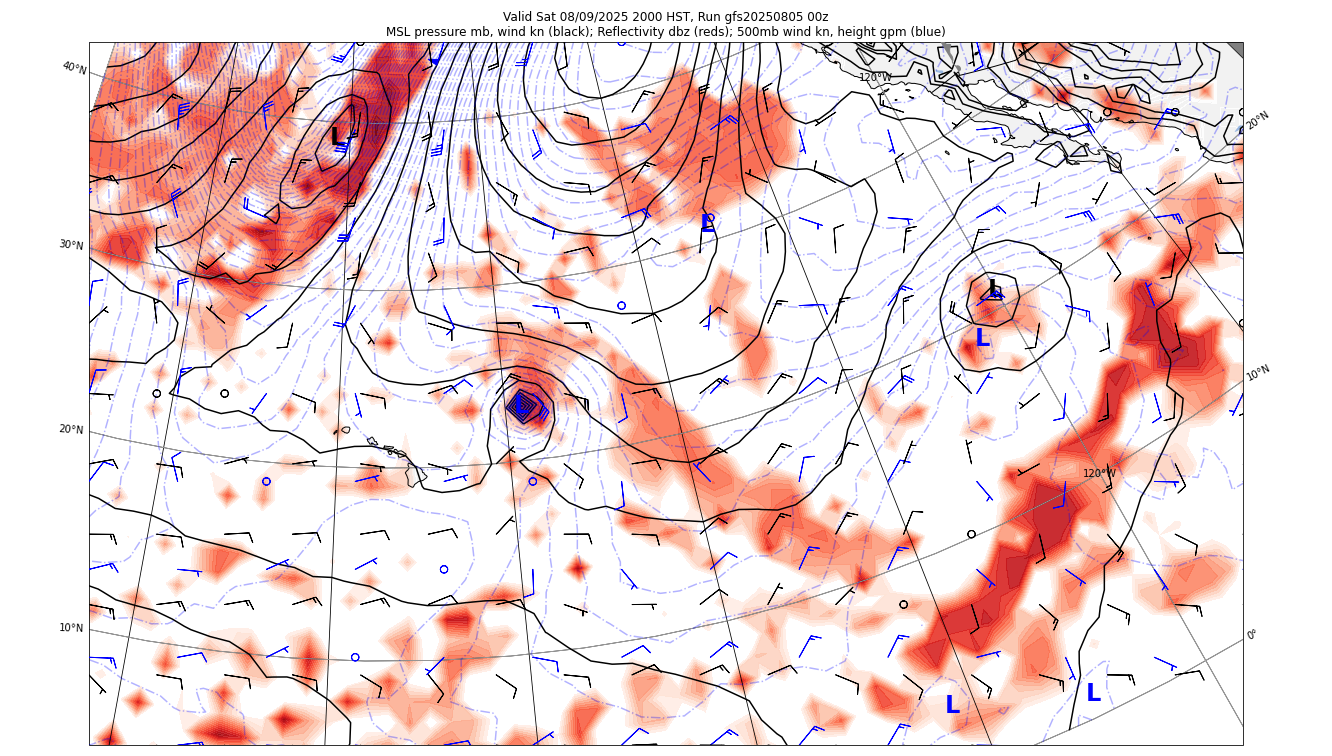 Valid Sat 08/09/2025 2000 HST, Run gfs20250805 00z
MSL pressure mb, wind kn (black); Reflectivity dbz (reds); 500mb wind kn, height gpm (blue)
40°N
120°W
20°N
L
L
30°N
L
L
10°N
L
20°N
120°W
10°N
0°
L
L